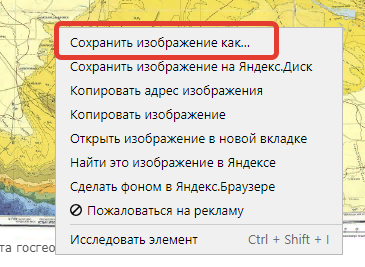 Сохранить изображение как...
Сохранить изображение на Яндекс.Диск
Копировать адрес изображения
Копировать изображение
Открыть изображение в новой вкладке
Найти это изображение в Яндексе
Сделать фоном в Яндекс.Браузере
Пожаловаться на рекламу
та госгео
Исследовать элемент Ctrl + Shift + I